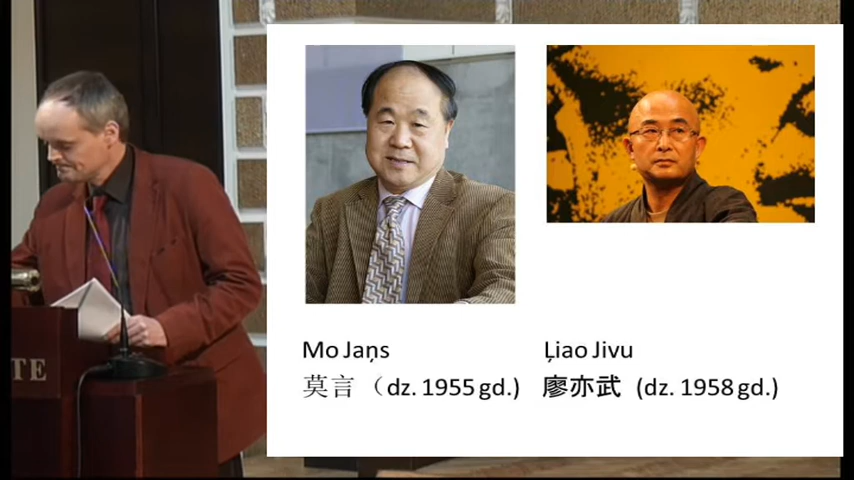 TE
Mo Jaņs
莫言 （dz. 1955 gd.)
Ļiao Jivu
廖亦武 (dz. 1958 gd.)